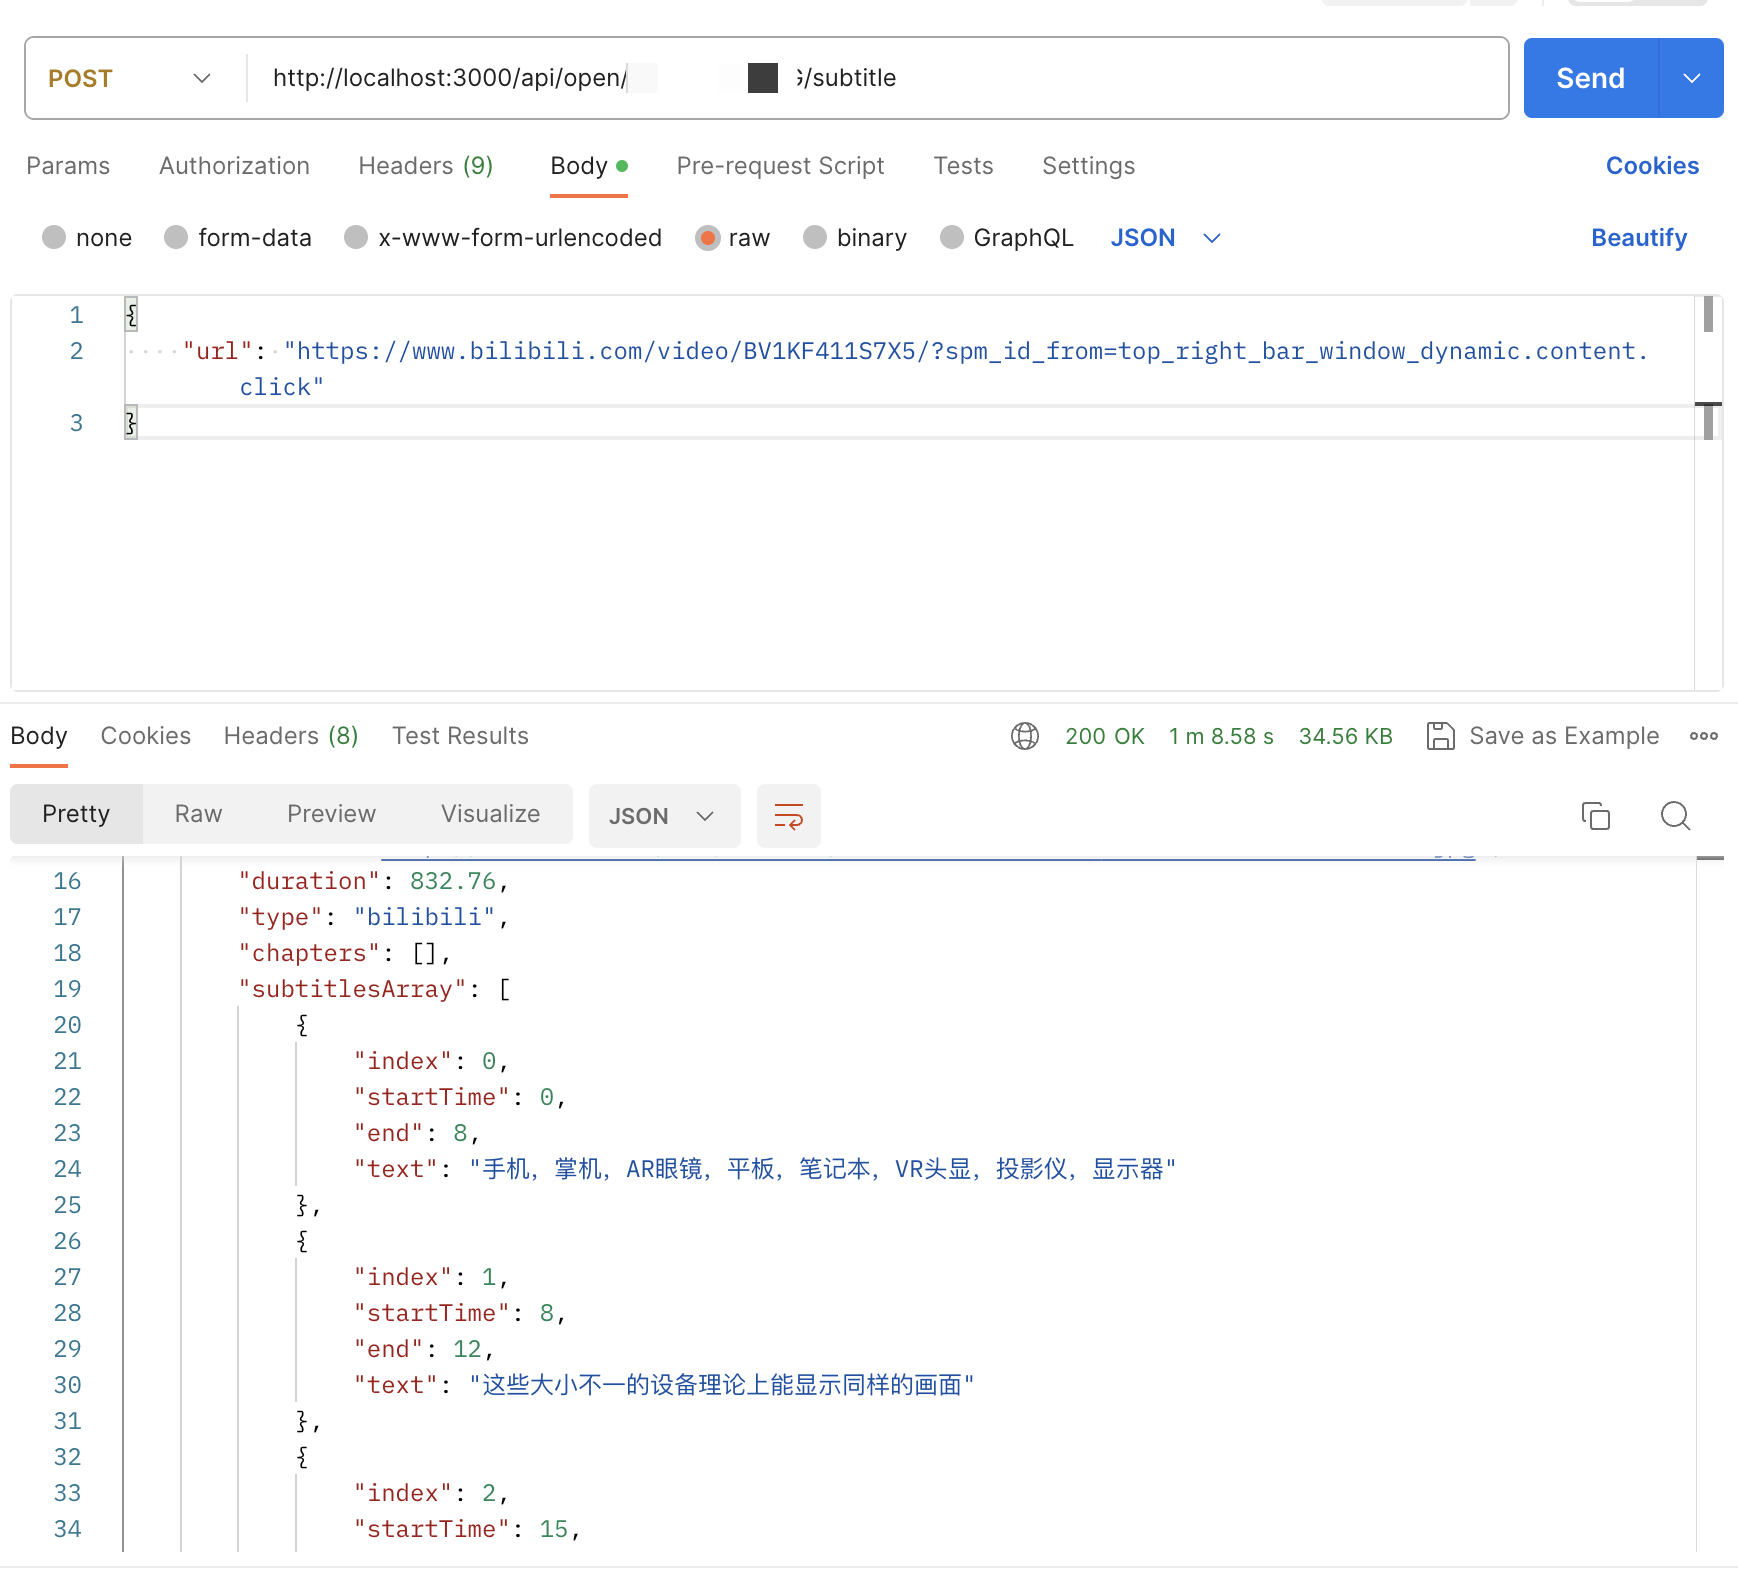 POST
http://localhost:3000/api/open/
/subtitle
Send
Params Authorization Headers (9) Body Pre-request Script Tests Settings Cookies
none form-data x-www-form-urlencoded raw binary GraphQL JSON Beautify
1 {
2 "url": "https://www.bilibili.com/video/BV1KF411S7X5/?spm_id_from=top_right_bar_window_dynamic.content.
click"
3 }
Body Cookies Headers (8) Test Results 200 OK 1 m 8.58 s 34.56 KB Save as Example
Pretty Raw Preview Visualize JSON
16 "duration": 832.76,
17 "type": "bilibili",
18 "chapters": [],
19 "subtitlesArray": [
20 {
21 "index": 0,
22 "startTime": 0,
23 "end": 8,
24 "text": "手机，掌机，AR眼镜，平板，笔记本，VR头显，投影仪，显示器"
25 },
26 {
27 "index": 1,
28 "startTime": 8,
29 "end": 12,
30 "text": "这些大小不一的设备理论上能显示同样的画面"
31 },
32 {
33 "index": 2,
34 "startTime": 15,